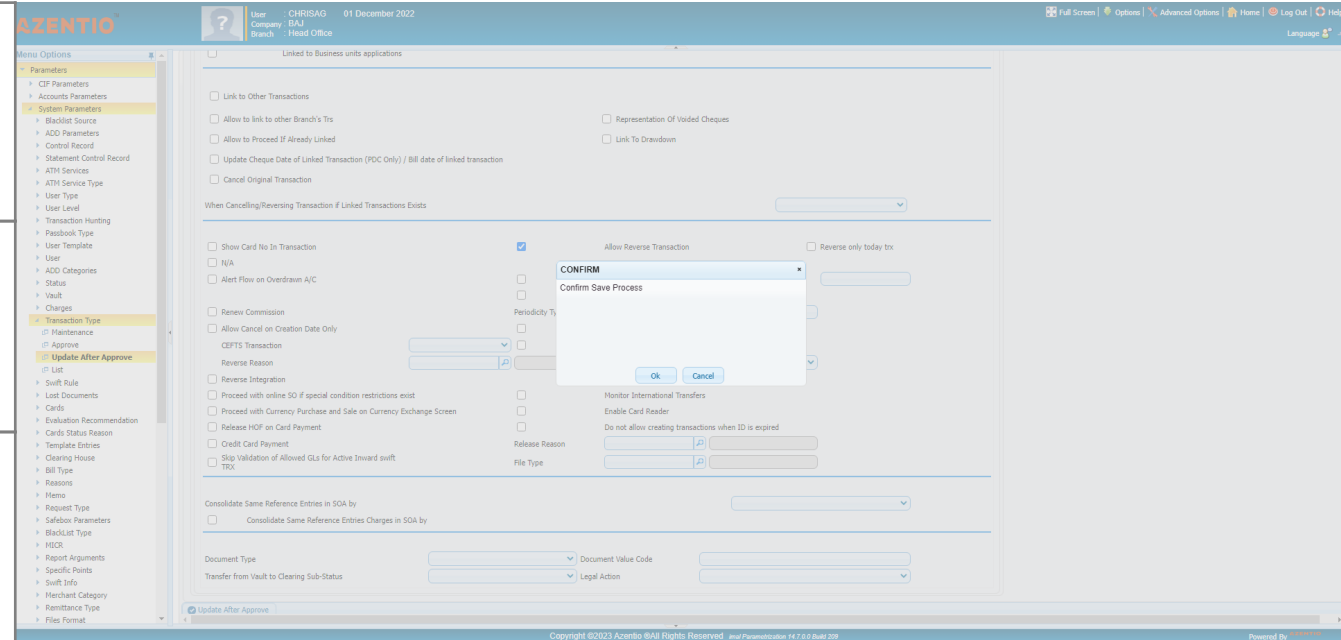 AZENTIO
User : CHRISAG 01 December 2022
Company : BAJ
Branch : Head Office
Full Screen | Options | Advanced Options | Home | Log Out | Help
Language
Menu Options
Parameters
CIF Parameters
Accounts Parameters
System Parameters
Blacklist Source
ADD Parameters
Control Record
Statement Control Record
ATM Services
ATM Service Type
User Type
User Level
Transaction Hunting
Passbook Type
User Template
User
ADD Categories
Status
Vault
Charges
Transaction Type
Maintenance
Approve
Update After Approve
List
Swift Rule
Lost Documents
Cards
Evaluation Recommendation
Cards Status Reason
Template Entries
Clearing House
Bill Type
Reasons
Memo
Request Type
Safebox Parameters
BlackList Type
MICR
Report Arguments
Specific Points
Swift Info
Merchant Category
Remittance Type
Files Format
Linked to Business units applications
Link to Other Transactions
Allow to link to other Branch's Trs Representation Of Voided Cheques
Allow to Proceed If Already Linked Link To Drawdown
Update Cheque Date of Linked Transaction (PDC Only) / Bill date of linked transaction
Cancel Original Transaction
When Cancelling/Reversing Transaction if Linked Transactions Exists
Show Card No In Transaction Allow Reverse Transaction Reverse only today trx
N/A
Alert Flow on Overdrawn A/C
Renew Commission Periodicity Ty
Allow Cancel on Creation Date Only
CEFTS Transaction
Reverse Reason
Reverse Integration
CONFIRM
Confirm Save Process
Ok Cancel
Proceed with online SO if special condition restrictions exist Monitor International Transfers
Proceed with Currency Purchase and Sale on Currency Exchange Screen Enable Card Reader
Release HOF on Card Payment Do not allow creating transactions when ID is expired
Credit Card Payment Release Reason
Skip Validation of Allowed GLs for Active Inward swift
TRX File Type
Consolidate Same Reference Entries in SOA by
Consolidate Same Reference Entries Charges in SOA by
Document Type Document Value Code
Transfer from Vault to Clearing Sub-Status Legal Action
Update After Approve
Copyright ©2023 Azentio ®All Rights Reserved Imal Parametrization 14.7.0.0 Build 209
Powered By